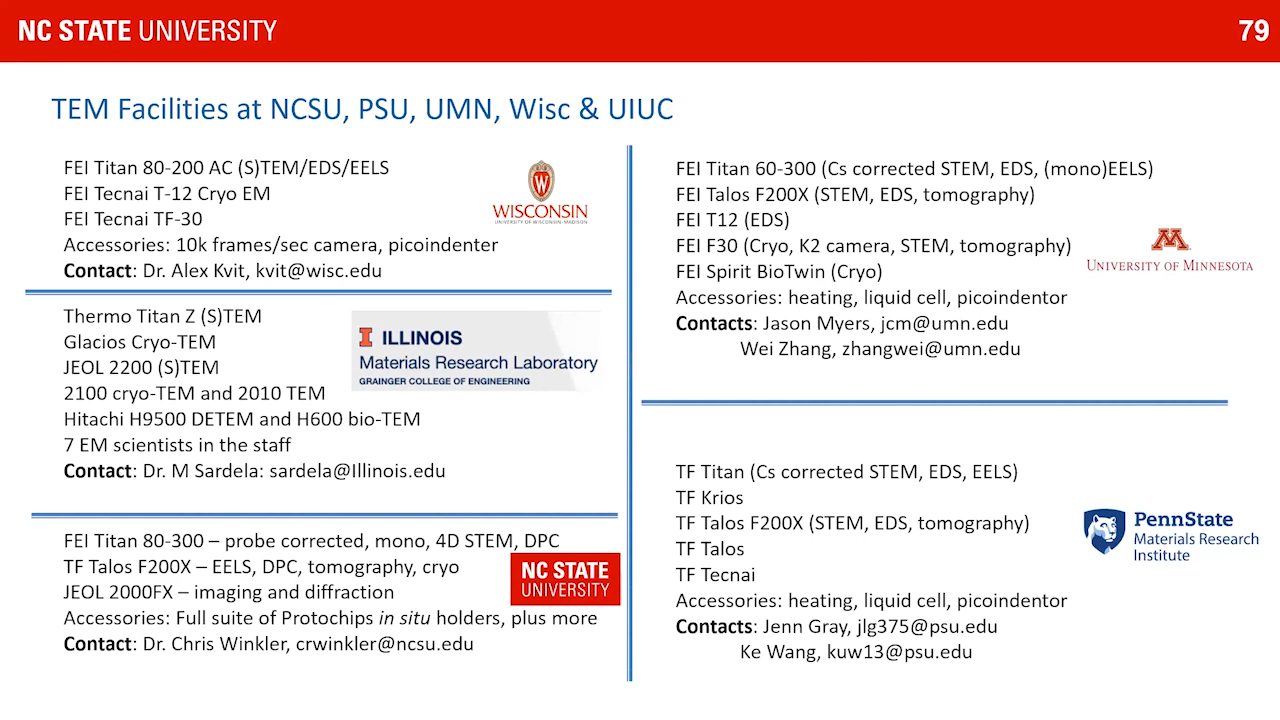 NC STATE UNIVERSITY
79
TEM Facilities at NCSU, PSU, UMN, Wisc & UIUC
FEI Titan 80-200 AC (S)TEM/EDS/EELS
FEI Tecnai T-12 Cryo EM
FEI Tecnai TF-30
Accessories: 10k frames/sec camera, picoindenter
Contact: Dr. Alex Kvit, kvit@wisc.edu
W
WISCONSIN
UNIVERSITY OF WISCONSIN-MADISON
Thermo Titan Z (S)TEM
Glacios Cryo-TEM
JEOL 2200 (S)TEM
2100 cryo-TEM and 2010 TEM
Hitachi H9500 DETEM and H600 bio-TEM
7 EM scientists in the staff
Contact: Dr. M Sardela: sardela@Illinois.edu
I ILLINOIS
Materials Research Laboratory
GRAINGER COLLEGE OF ENGINEERING
FEI Titan 80-300 – probe corrected, mono, 4D STEM, DPC
TF Talos F200X – EELS, DPC, tomography, cryo
JEOL 2000FX – imaging and diffraction
Accessories: Full suite of Protochips in situ holders, plus more
Contact: Dr. Chris Winkler, crwinkler@ncsu.edu
NC STATE
UNIVERSITY
FEI Titan 60-300 (Cs corrected STEM, EDS, (mono)EELS)
FEI Talos F200X (STEM, EDS, tomography)
FEI T12 (EDS)
FEI F30 (Cryo, K2 camera, STEM, tomography)
FEI Spirit BioTwin (Cryo)
Accessories: heating, liquid cell, picoindentor
Contacts: Jason Myers, jcm@umn.edu
Wei Zhang, zhangwei@umn.edu
M
UNIVERSITY OF MINNESOTA
TF Titan (Cs corrected STEM, EDS, EELS)
TF Krios
TF Talos F200X (STEM, EDS, tomography)
TF Talos
TF Tecnai
Accessories: heating, liquid cell, picoindentor
Contacts: Jenn Gray, jlg375@psu.edu
Ke Wang, kuw13@psu.edu
PennState
Materials Research
Institute